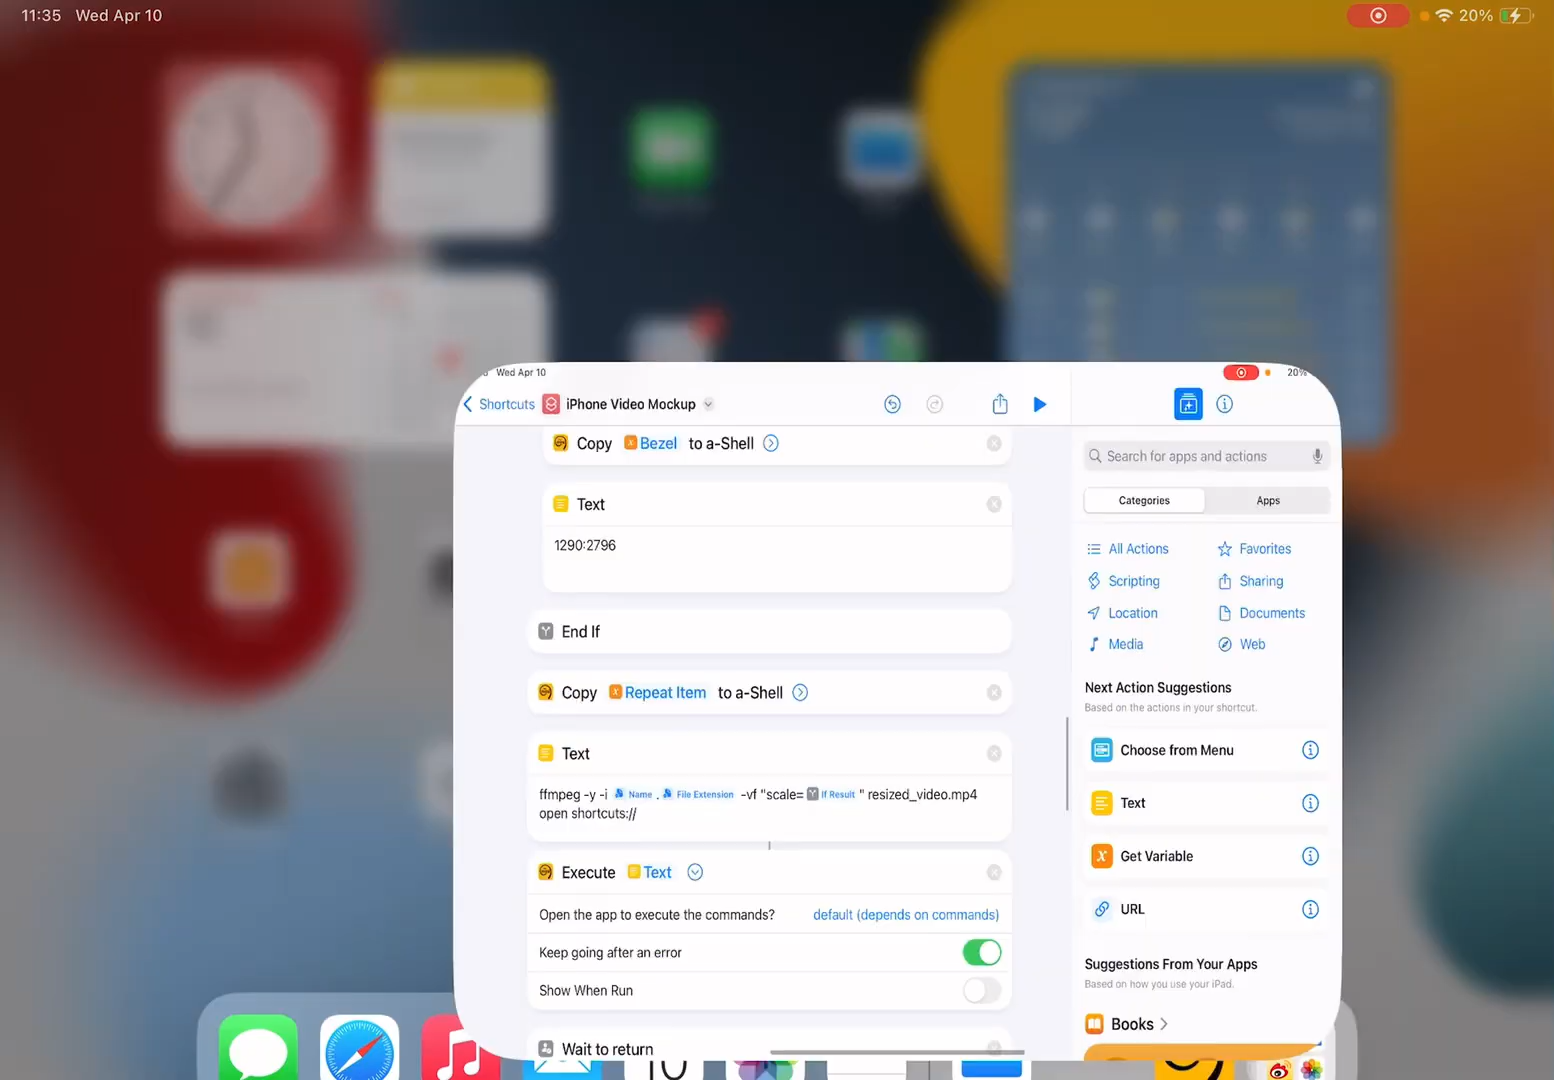 11:35 Wed Apr 10
20%
Wed Apr 10
20%
Shortcuts iPhone Video Mockup
Copy Bezel to a-Shell
Text
1290:2796
End If
Copy Repeat Item to a-Shell
Text
ffmpeg -y -i Name . File Extension -vf "scale= If Result " resized_video.mp4
open shortcuts://
Execute Text
Open the app to execute the commands? default (depends on commands)
Keep going after an error
Show When Run
Wait to return
Search for apps and actions
Categories Apps
All Actions Favorites
Scripting Sharing
Location Documents
Media Web
Next Action Suggestions
Based on the actions in your shortcut.
Choose from Menu
Text
Get Variable
URL
Suggestions From Your Apps
Based on how you use your iPad.
Books
10